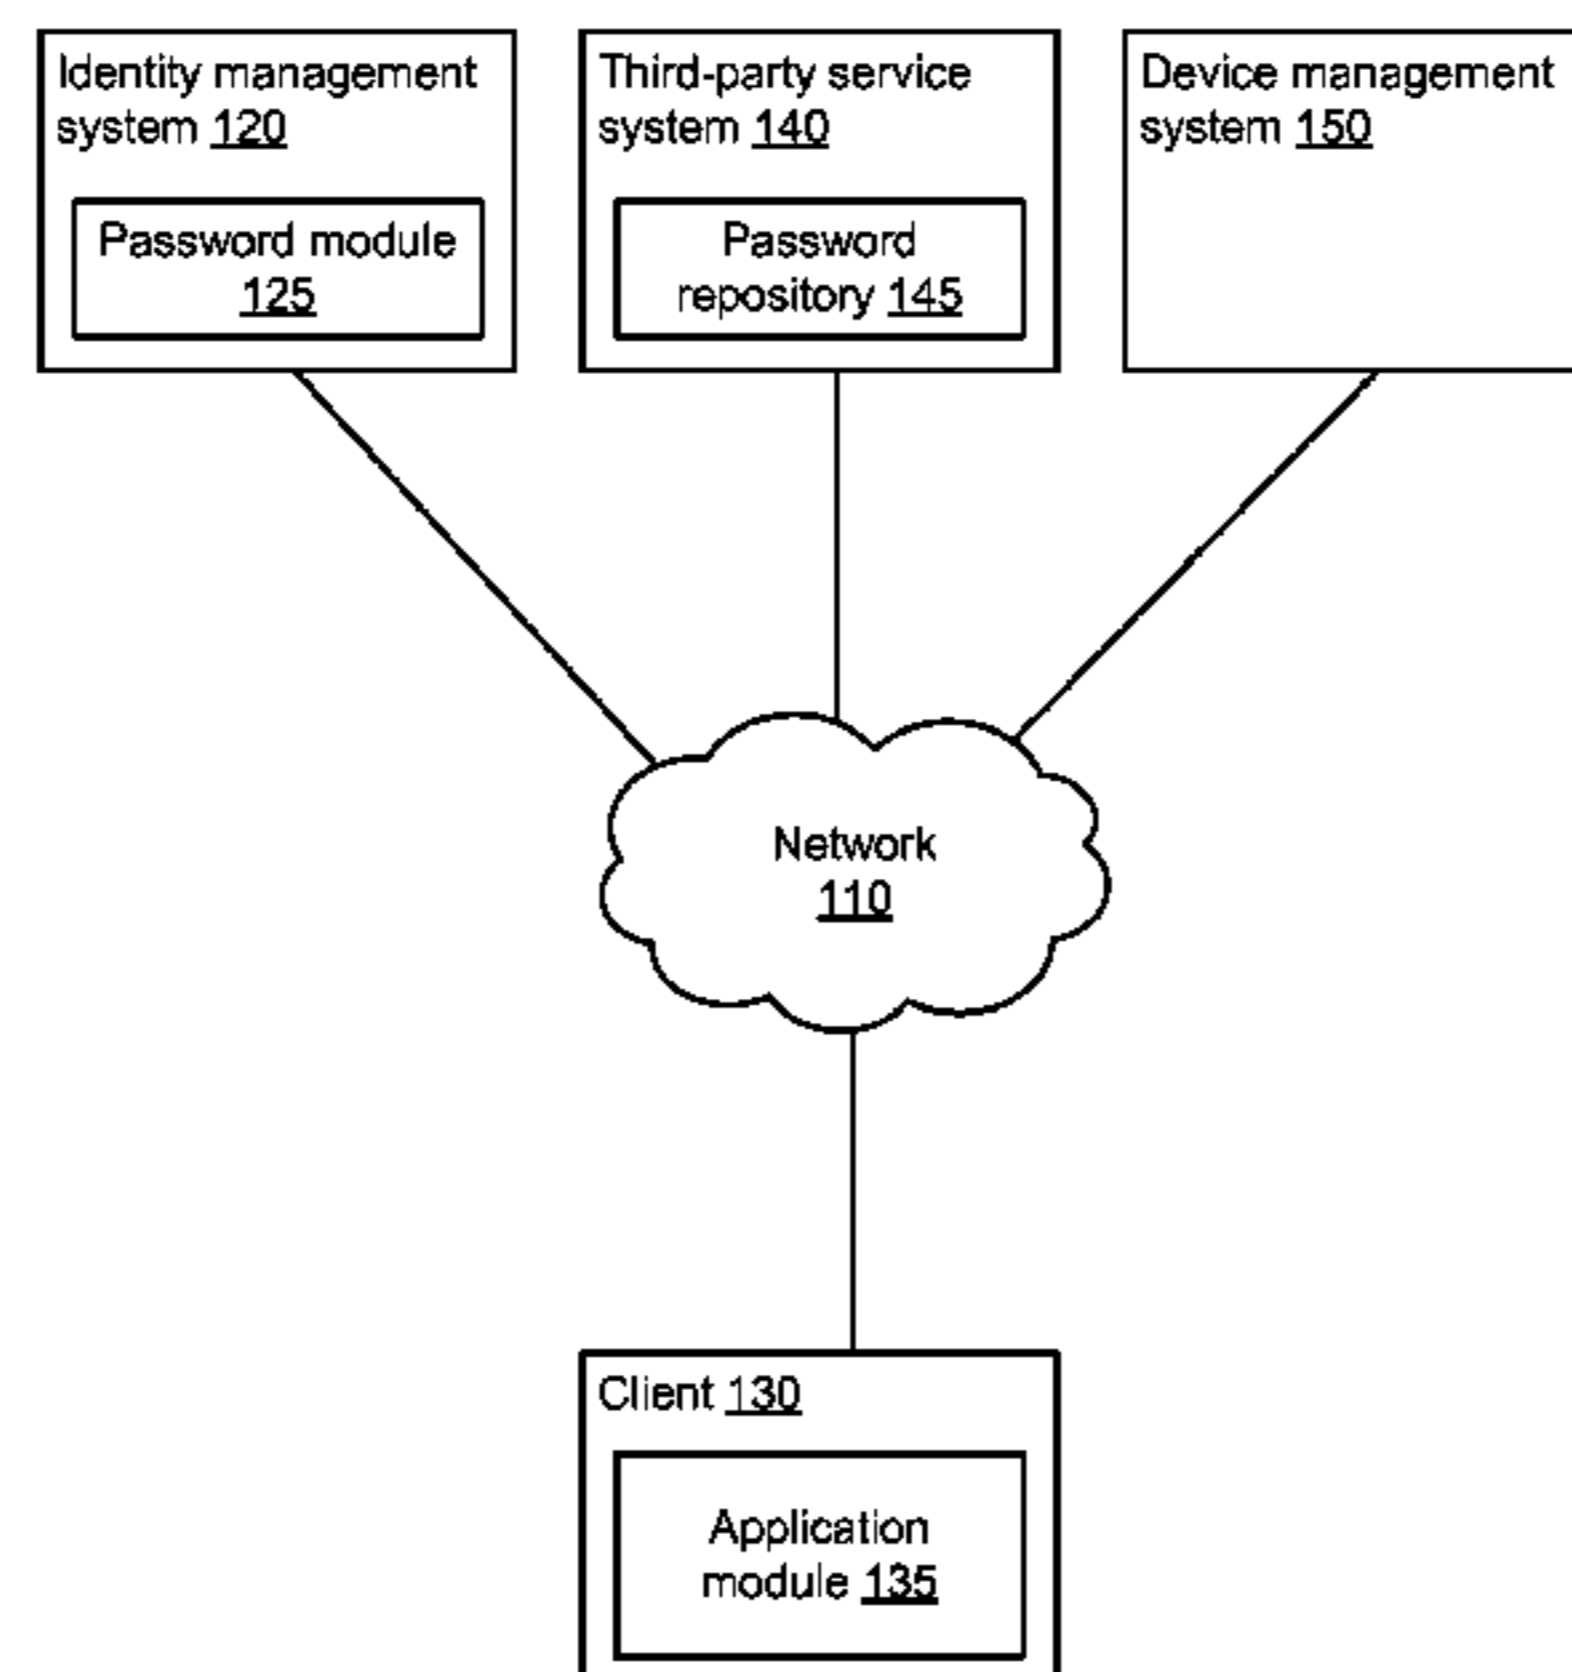 Identity management
system 120
Password module
125
Third-party service
system 140
Password
repository 145
Device management
system 150
Network
110
Client 130
Application
module 135